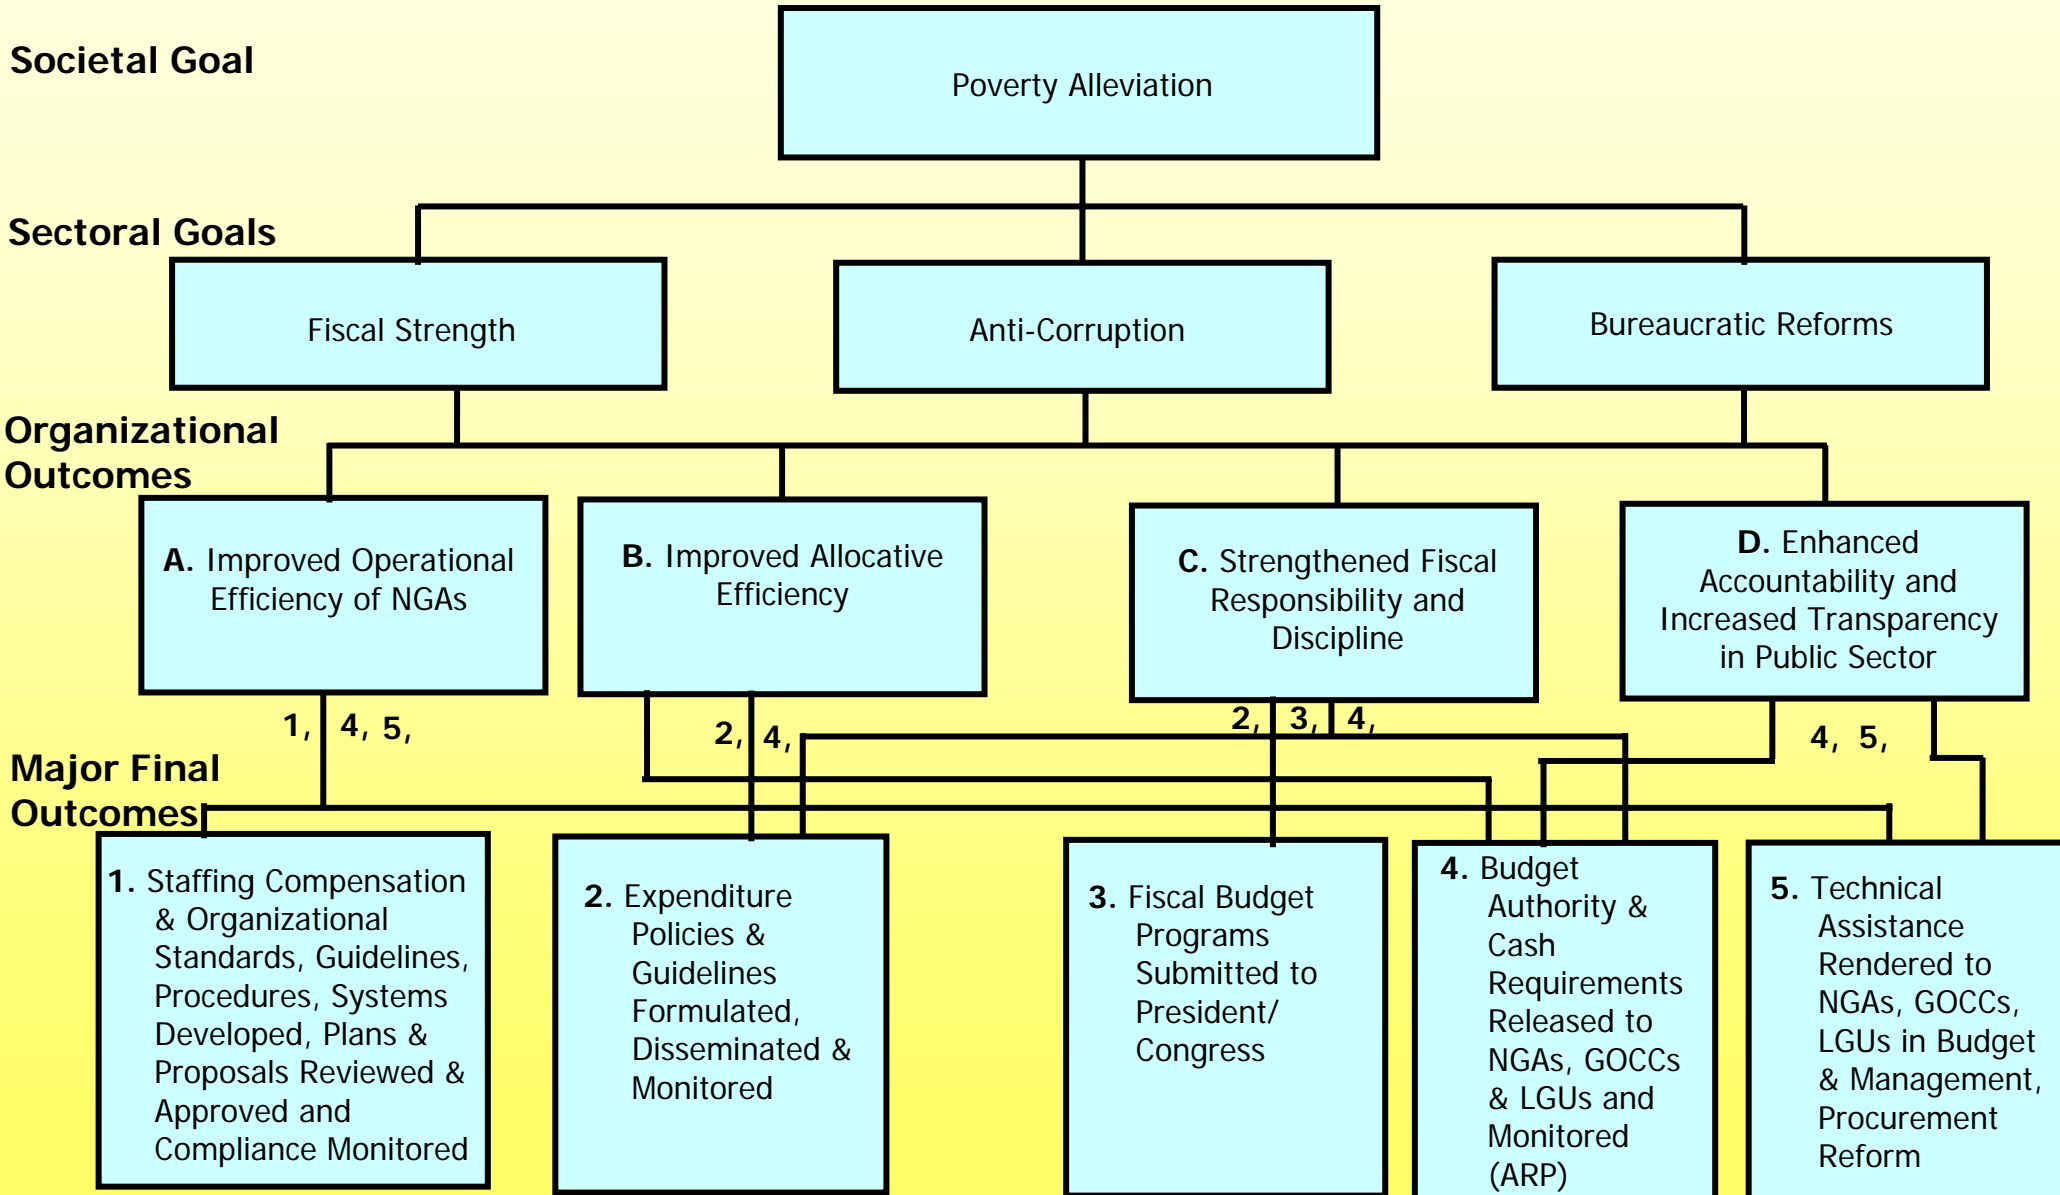 Societal Goal
Poverty Alleviation
Sectoral Goals
Fiscal Strength
Anti-Corruption
Bureaucratic Reforms
Organizational
Outcomes
A. Improved Operational
Efficiency of NGAs
B. Improved Allocative
Efficiency
C. Strengthened Fiscal
Responsibility and
Discipline
D. Enhanced
Accountability and
Increased Transparency
in Public Sector
1, 4, 5,
2, 4,
2, 3, 4,
4, 5,
Major Final
Outcomes
1. Staffing Compensation
& Organizational
Standards, Guidelines,
Procedures, Systems
Developed, Plans &
Proposals Reviewed &
Approved and
Compliance Monitored
2. Expenditure
Policies &
Guidelines
Formulated,
Disseminated &
Monitored
3. Fiscal Budget
Programs
Submitted to
President/
Congress
4. Budget
Authority &
Cash
Requirements
Released to
NGAs, GOCCs
& LGUs and
Monitored
(ARP)
5. Technical
Assistance
Rendered to
NGAs, GOCCs,
LGUs in Budget
& Management,
Procurement
Reform